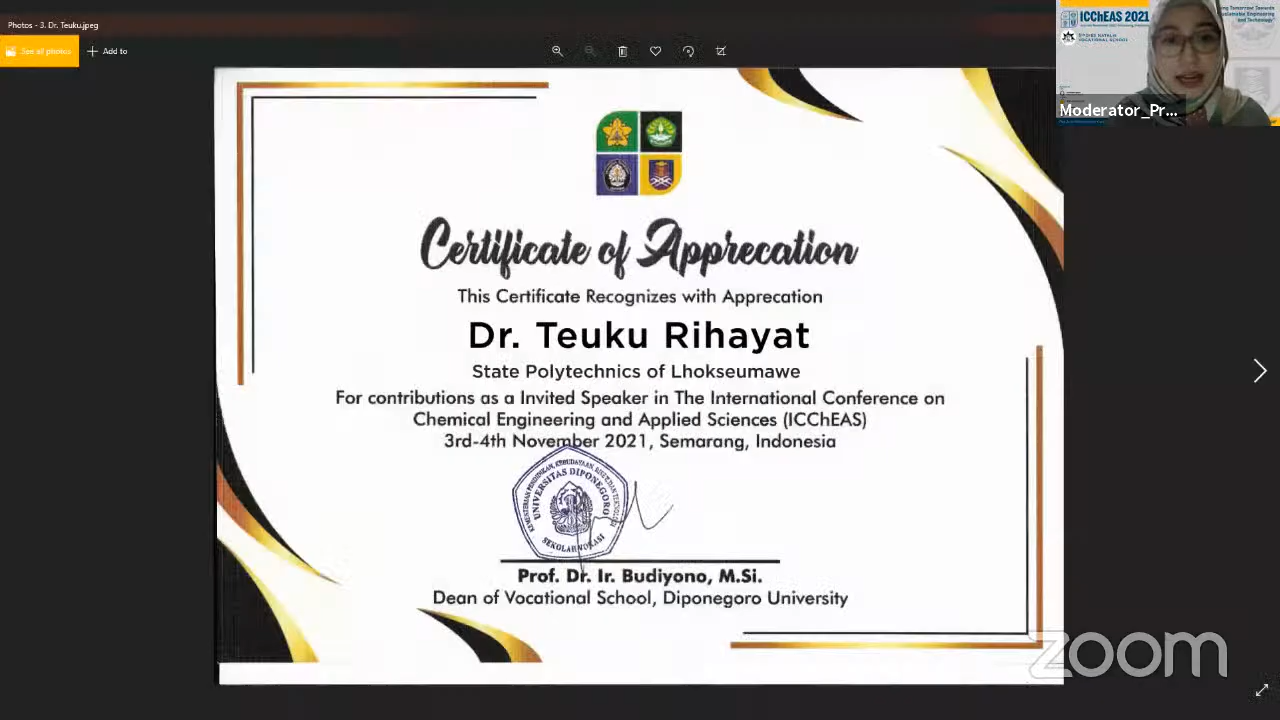 Photos - 3. Dr. Teuku.jpeg
See all photos
Add to
ICChEAS 2021
Moderator_Pr...
Certificate of Apprecation
This Certificate Recognizes with Apprecation
Dr. Teuku Rihayat
State Polytechnics of Lhokseumawe
For contributions as a Invited Speaker in The International Conference on
Chemical Engineering and Applied Sciences (ICChEAS)
3rd-4th November 2021, Semarang, Indonesia
UNIVERSITAS DIPONEGORO
SEKOLAH VOKASI
Prof. Dr. Ir. Budiyono, M.Si.
Dean of Vocational School, Diponegoro University
zoom